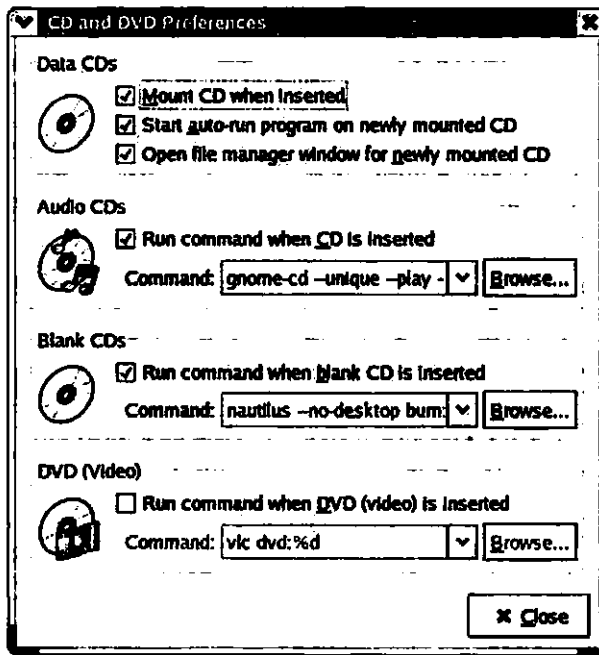 CD and DVD Preferences
Data CDs
Mount CD when inserted
Start auto-run program on newly mounted CD
Open file manager window for newly mounted CD
Audio CDs
Run command when CD is inserted
Command: gnome-cd --unique --play - Browse...
Blank CDs
Run command when blank CD is inserted
Command: nautilus --no-desktop burn: Browse...
DVD (Video)
Run command when DVD (video) is inserted
Command: vlc dvd:%d Browse...
Close